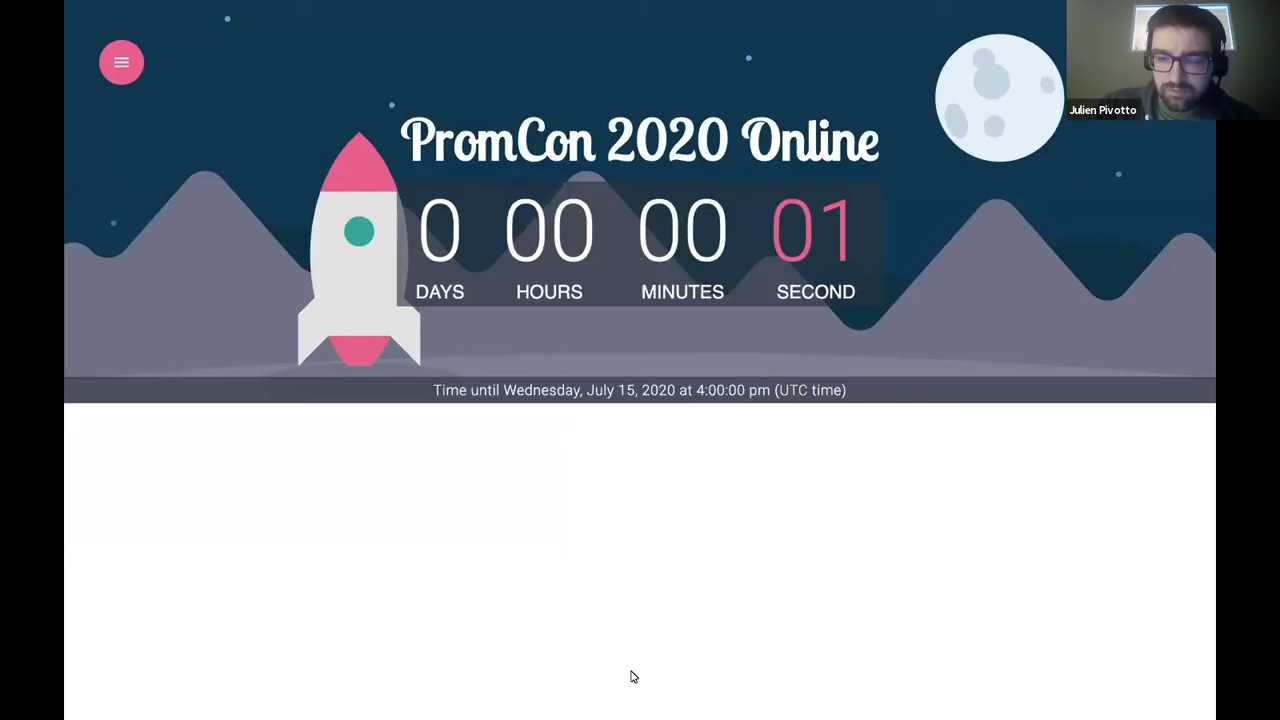 PromCon 2020 Online
0 00 00 01
DAYS HOURS MINUTES SECOND
Time until Wednesday, July 15, 2020 at 4:00:00 pm (UTC time)
Julien Pivotto